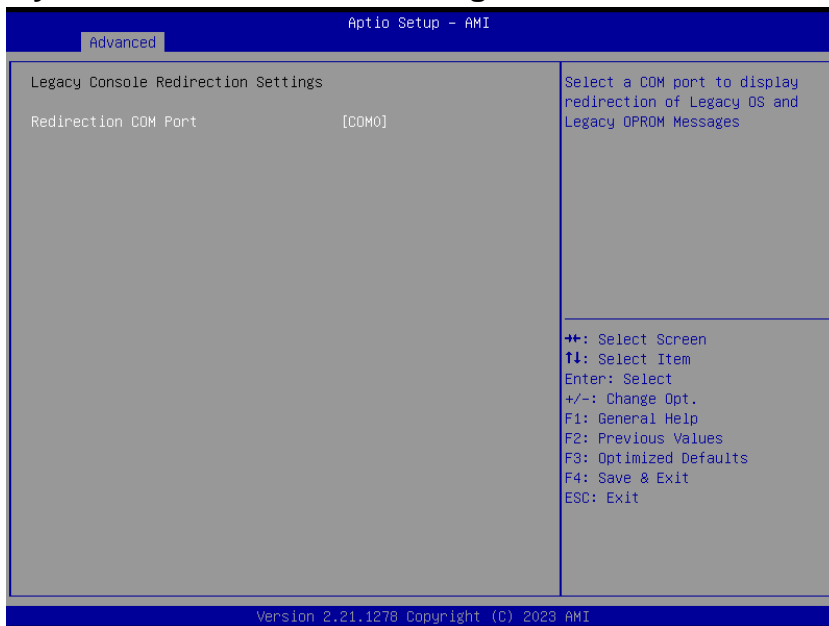 Aptio Setup – AMI
Advanced
Legacy Console Redirection Settings
Redirection COM Port [COM0]
Select a COM port to display
redirection of Legacy OS and
Legacy OPROM Messages
→←: Select Screen
↑↓: Select Item
Enter: Select
+/-: Change Opt.
F1: General Help
F2: Previous Values
F3: Optimized Defaults
F4: Save & Exit
ESC: Exit
Version 2.21.1278 Copyright (C) 2023 AMI